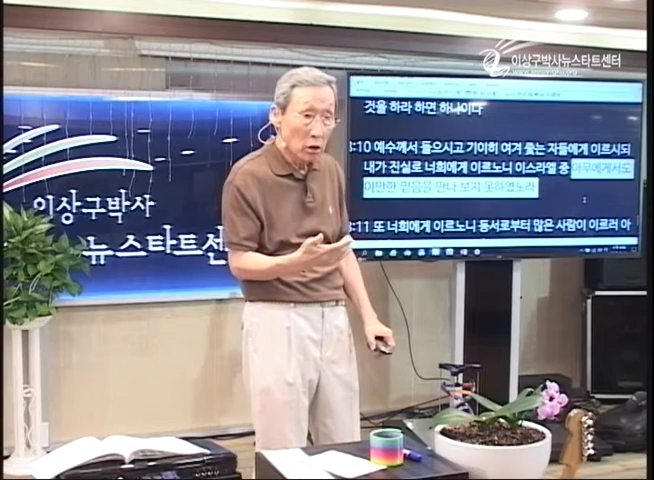 이상구박사뉴스타트센터
것을 하라 하면 하나이다
:10 예수께서 들으시고 기이히 여겨 좇는 자들에게 이르시되
내가 진실로 너희에게 이르노니 이스라엘 중 아무에게서도
이만한 믿음을 만나 보지 못하였노라
:11 또 너희에게 이르노니 동서로부터 많은 사람이 이르러 아
이상구박사
뉴스타트센